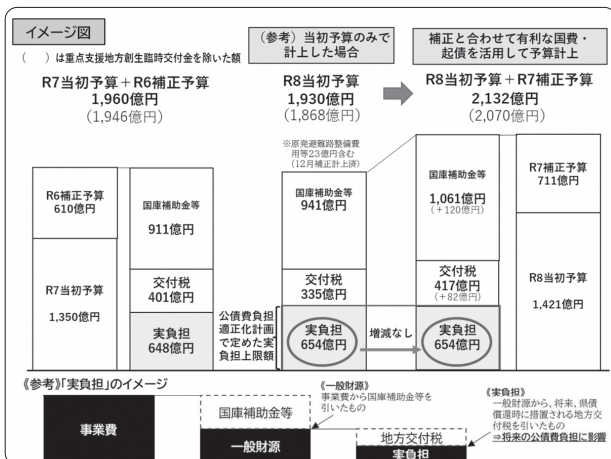 イメージ図
(　)は重点支援地方創生臨時交付金を除いた額
R7当初予算+R6補正予算
1,960億円
(1,946億円)
(参考)当初予算のみで
計上した場合
R8当初予算
1,930億円
(1,868億円)
補正と合わせて有利な国費・
起債を活用して予算計上
R8当初予算+R7補正予算
2,132億円
(2,070億円)
※原発避難路整備費
用等23億円含む
(12月補正計上済)
R6補正予算
610億円
R7当初予算
1,350億円
国庫補助金等
911億円
交付税
401億円
実負担
648億円
公債費負担
適正化計画
で定めた実
負担上限額
国庫補助金等
941億円
交付税
335億円
実負担
654億円
増減なし
国庫補助金等
1,061億円
(+120億円)
交付税
417億円
(+82億円)
実負担
654億円
R7補正予算
711億円
R8当初予算
1,421億円
《参考》「実負担」のイメージ
事業費
国庫補助金等
一般財源
《一般財源》
事業費から国庫補助金等を
引いたもの
地方交付税
実負担
《実負担》
一般財源から、将来、県債
償還時に措置される地方交
付税を引いたもの
⇒将来の公債費負担に影響